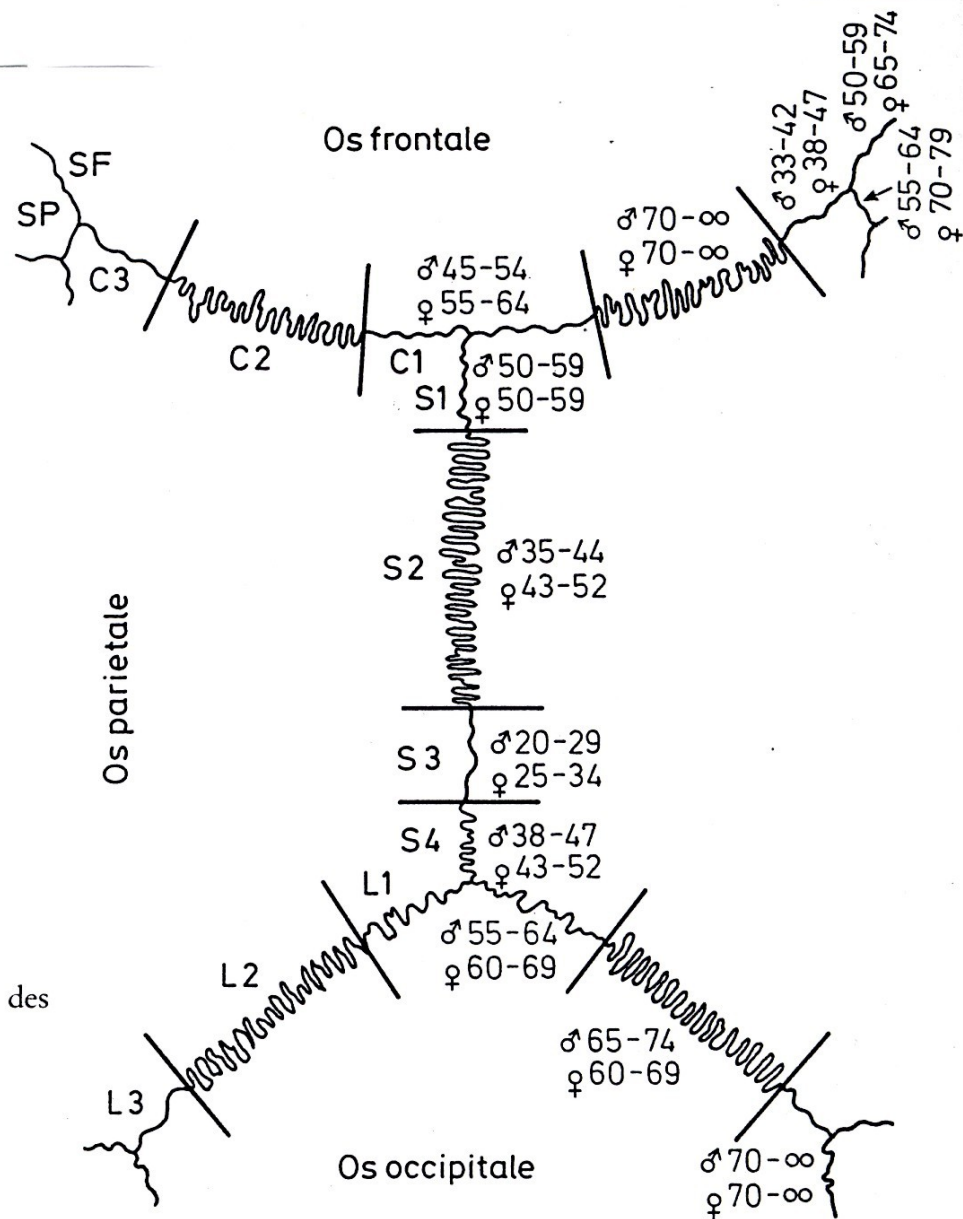 ♂50-59
♀65-74
♂33-42
♀38-47
♂55-64
♀70-79
Os frontale
SF
SP
C3
♂70-∞
♀70-∞
♂45-54
♀55-64
C2
C1
♂50-59
S1
♀50-59
S2
♂35-44
♀43-52
Os parietale
S3
♂20-29
♀25-34
S4
♂38-47
♀43-52
L1
♂55-64
♀60-69
L2
des
♂65-74
♀60-69
L3
Os occipitale
♂70-∞
♀70-∞